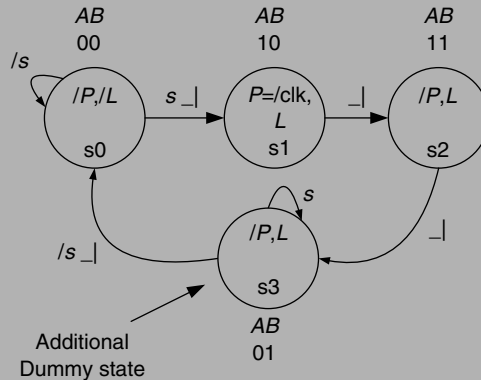 AB
00
AB
10
AB
11
/s
/P,/L
s0
s _|
P=/clk,
L
s1
_|
/P,L
s2
s
/P,L
s3
_|
/s _|
AB
01
Additional
Dummy state